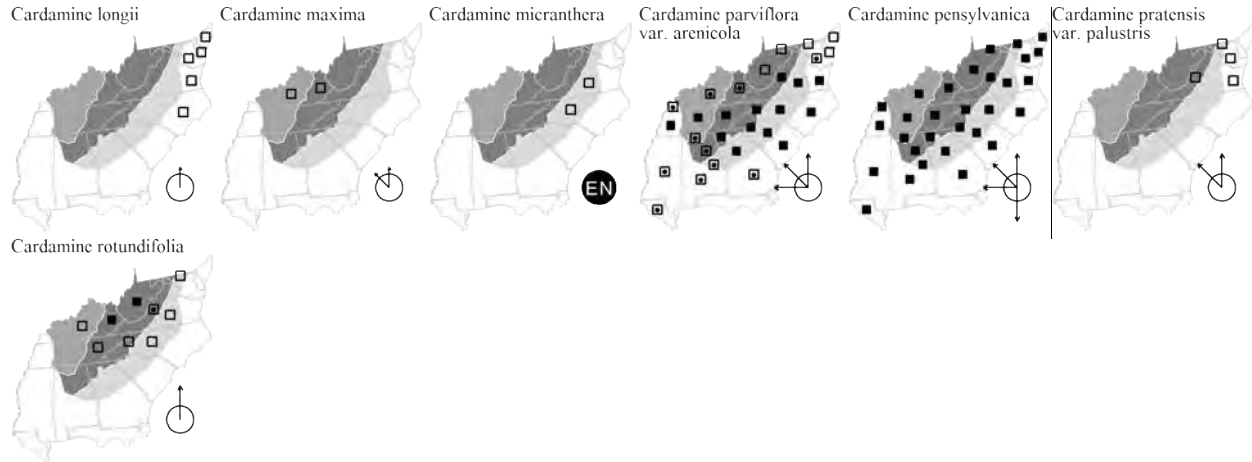 Cardamine longii
Cardamine maxima
Cardamine micranthera
Cardamine parviflora
var. arenicola
Cardamine pensylvanica
Cardamine pratensis
var. palustris
EN
Cardamine rotundifolia